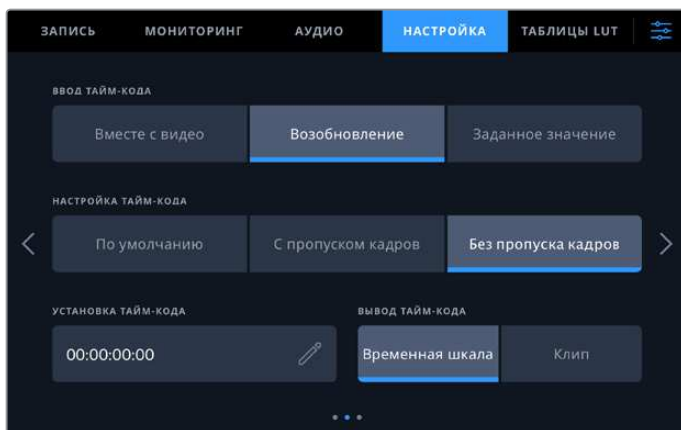 ЗАПИСЬ МОНИТОРИНГ АУДИО НАСТРОЙКА ТАБЛИЦЫ LUT
ВВОД ТАЙМ-КОДА
Вместе с видео Возобновление Заданное значение
НАСТРОЙКА ТАЙМ-КОДА
По умолчанию С пропуском кадров Без пропуска кадров
УСТАНОВКА ТАЙМ-КОДА ВЫВОД ТАЙМ-КОДА
00:00:00:00 Временная шкала Клип